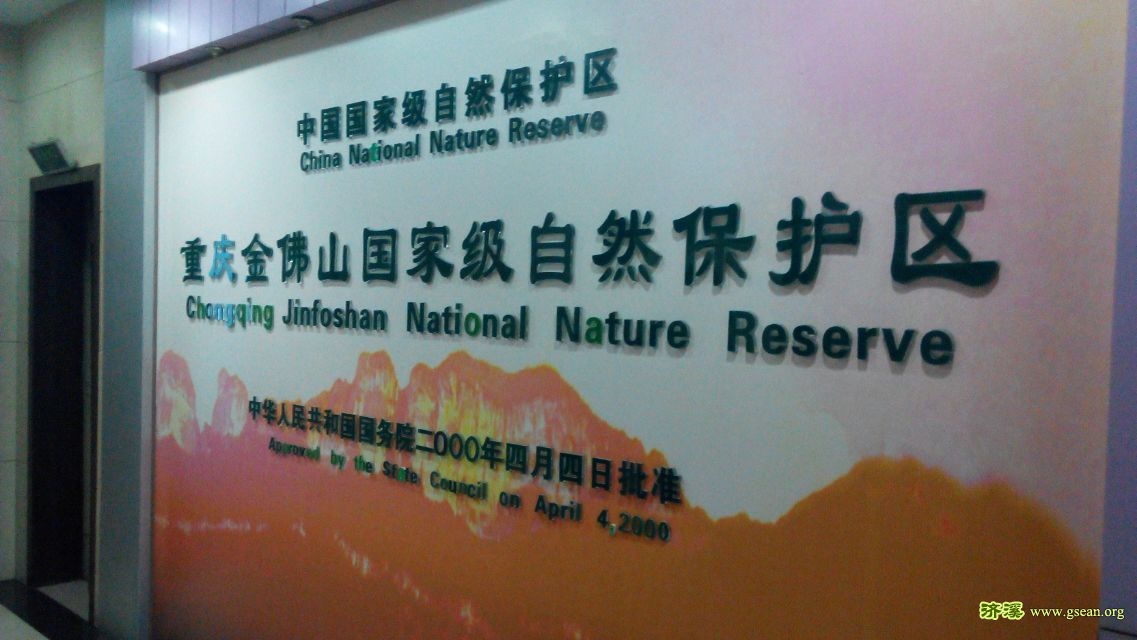 中国国家级自然保护区
China National Nature Reserve
重庆金佛山国家级自然保护区
Chongqing Jinfoshan National Nature Reserve
中华人民共和国国务院二000年四月四日批准
Approved by the State Council on April 4,2000
济溪 www.gsean.org